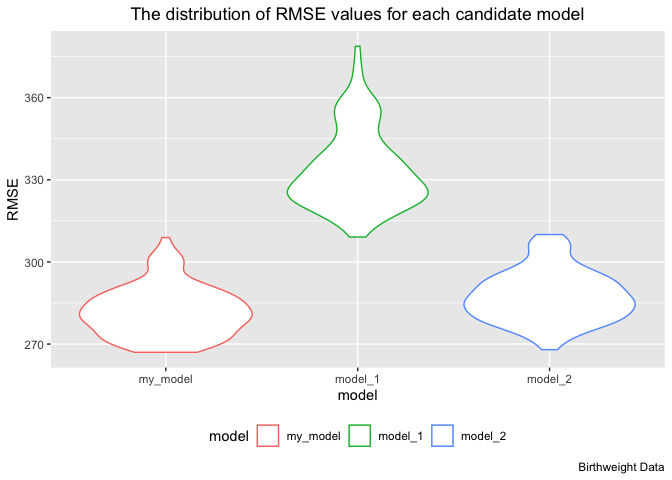 The distribution of RMSE values for each candidate model
RMSE
360
330
300
270
my_model model_1 model_2
model
model my_model model_1 model_2
Birthweight Data